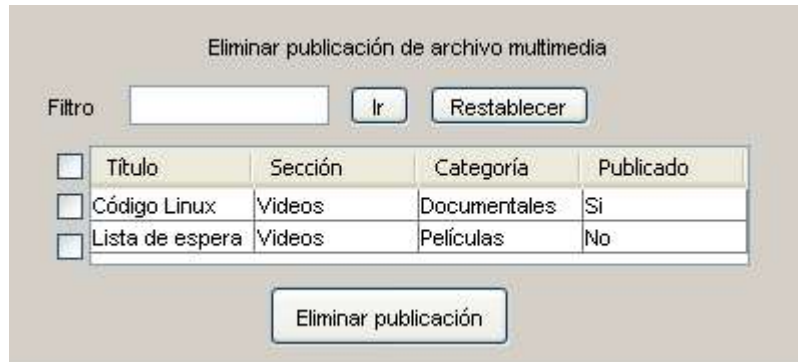 Eliminar publicación de archivo multimedia
Filtro Ir Restablecer
Título Sección Categoría Publicado
Código Linux Videos Documentales Si
Lista de espera Videos Películas No
Eliminar publicación